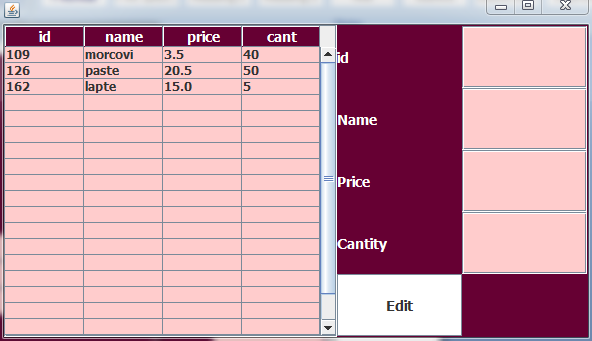 id name price cant
109 morcovi 3.5 40
126 paste 20.5 50
162 lapte 15.0 5
id
Name
Price
Cantity
Edit